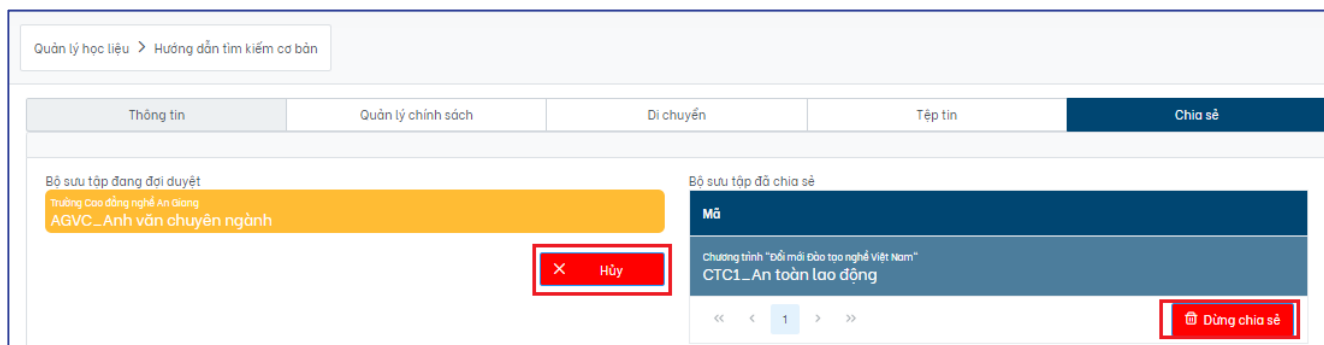 Quản lý học liệu > Hướng dẫn tìm kiếm cơ bản
Thông tin
Quản lý chính sách
Di chuyển
Tệp tin
Chia sẻ
Bộ sưu tập đang đợi duyệt
Trường Cao đẳng nghề An Giang
AGVC_Anh văn chuyên ngành
Hủy
Bộ sưu tập đã chia sẻ
Mã
Chương trình "Đổi mới Đào tạo nghề Việt Nam"
CTC1_An toàn lao động
<< < 1 > >>
Dừng chia sẻ